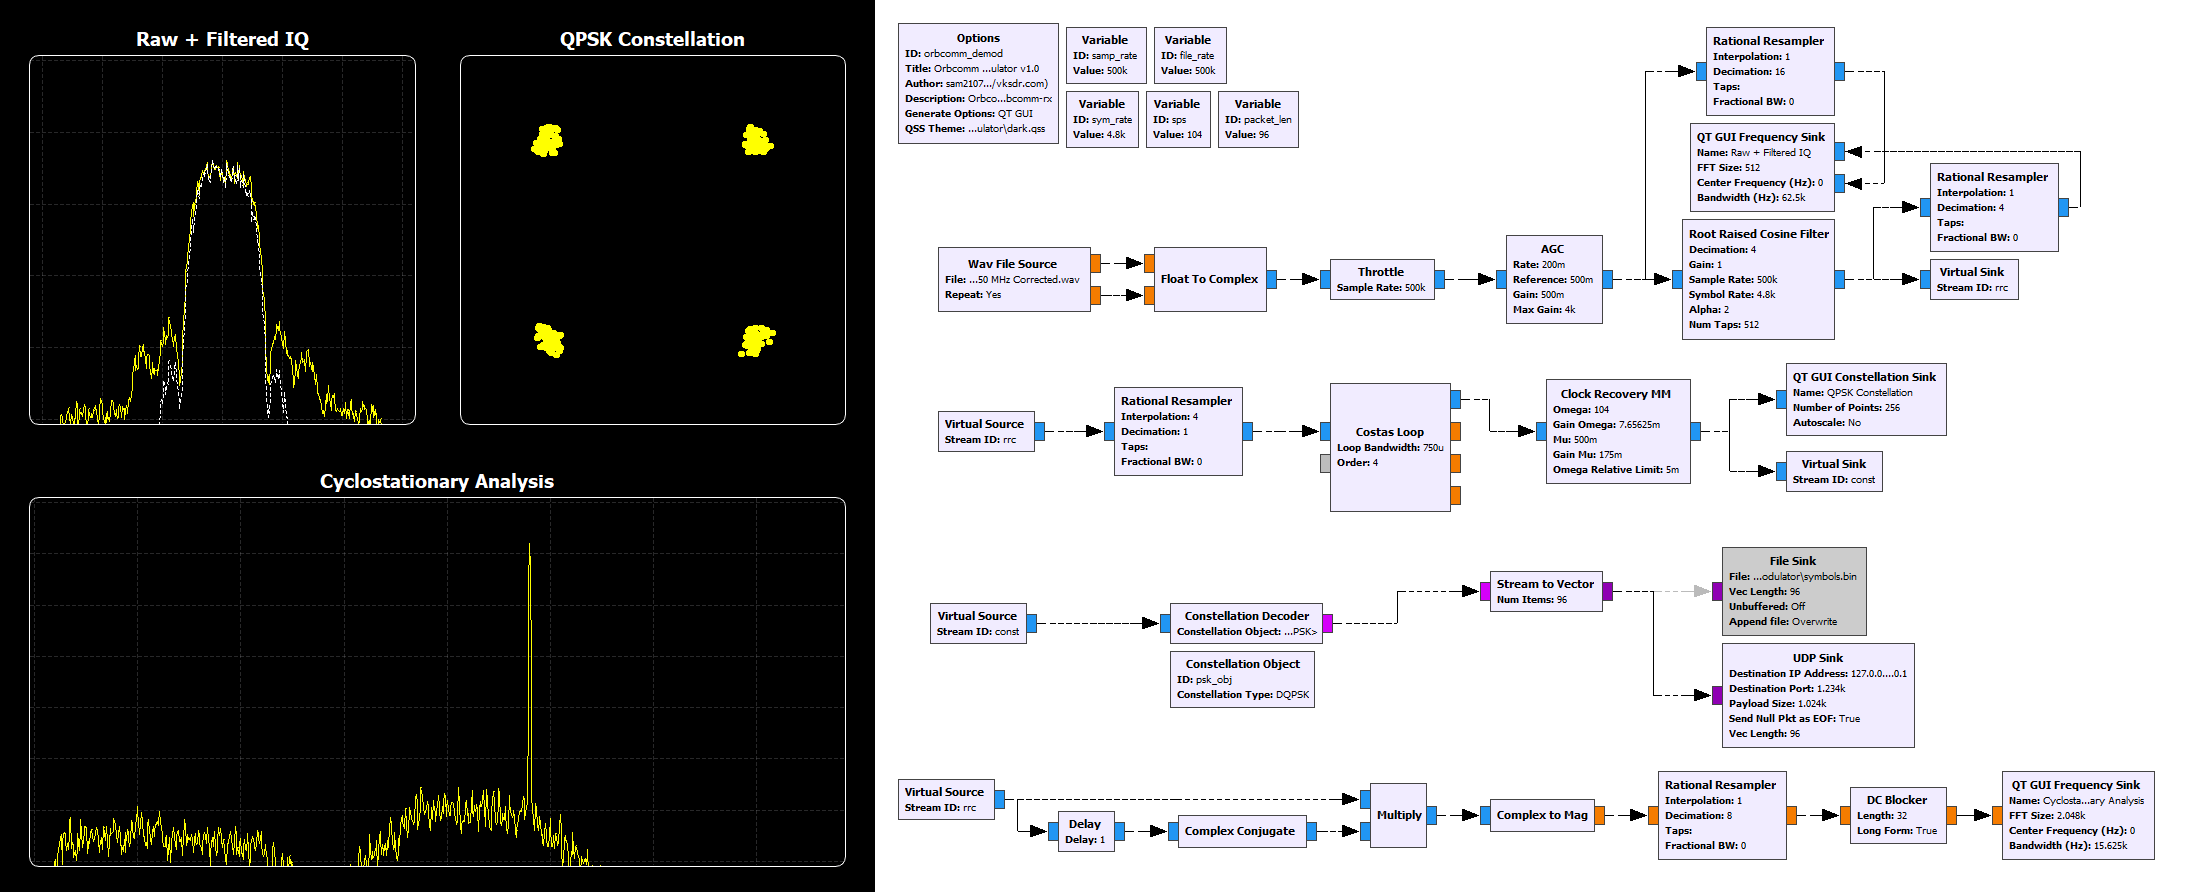 Raw + Filtered IQ
QPSK Constellation
Cyclostationary Analysis
Options
ID: orbcomm_demod
Title: Orbcomm ...ulator v1.0
Author: sam2107.../vksdr.com)
Description: Orbco...bcomm-rx
Generate Options: QT GUI
QSS Theme: ...ulator\dark.qss
Variable
ID: samp_rate
Value: 500k
Variable
ID: file_rate
Value: 500k
Variable
ID: sym_rate
Value: 4.8k
Variable
ID: sps
Value: 104
Variable
ID: packet_len
Value: 96
Rational Resampler
Interpolation: 1
Decimation: 16
Taps:
Fractional BW: 0
QT GUI Frequency Sink
Name: Raw + Filtered IQ
FFT Size: 512
Center Frequency (Hz): 0
Bandwidth (Hz): 62.5k
Rational Resampler
Interpolation: 1
Decimation: 4
Taps:
Fractional BW: 0
Wav File Source
File: ...50 MHz Corrected.wav
Repeat: Yes
Float To Complex
Throttle
Sample Rate: 500k
AGC
Rate: 200m
Reference: 500m
Gain: 500m
Max Gain: 4k
Root Raised Cosine Filter
Decimation: 4
Gain: 1
Sample Rate: 500k
Symbol Rate: 4.8k
Alpha: 2
Num Taps: 512
Virtual Sink
Stream ID: rrc
Virtual Source
Stream ID: rrc
Rational Resampler
Interpolation: 4
Decimation: 1
Taps:
Fractional BW: 0
Costas Loop
Loop Bandwidth: 750u
Order: 4
Clock Recovery MM
Omega: 104
Gain Omega: 7.65625m
Mu: 500m
Gain Mu: 175m
Omega Relative Limit: 5m
QT GUI Constellation Sink
Name: QPSK Constellation
Number of Points: 256
Autoscale: No
Virtual Sink
Stream ID: const
Virtual Source
Stream ID: const
Constellation Decoder
Constellation Object: ...PSK>
Constellation Object
ID: psk_obj
Constellation Type: DQPSK
Stream to Vector
Num Items: 96
File Sink
File: ...odulator\symbols.bin
Vec Length: 96
Unbuffered: Off
Append file: Overwrite
UDP Sink
Destination IP Address: 127.0.0....0.1
Destination Port: 1.234k
Payload Size: 1.024k
Send Null Pkt as EOF: True
Vec Length: 96
Virtual Source
Stream ID: rrc
Delay
Delay: 1
Complex Conjugate
Multiply
Complex to Mag
Rational Resampler
Interpolation: 1
Decimation: 8
Taps:
Fractional BW: 0
DC Blocker
Length: 32
Long Form: True
QT GUI Frequency Sink
Name: Cyclosta...ary Analysis
FFT Size: 2.048k
Center Frequency (Hz): 0
Bandwidth (Hz): 15.625k